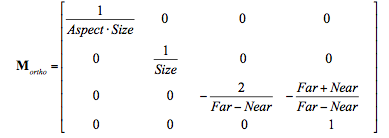 M_ortho = [ 1/(Aspect · Size) 0 0 0
0 1/Size 0 0
0 0 -2/(Far − Near) -(Far + Near)/(Far − Near)
0 0 0 1 ]